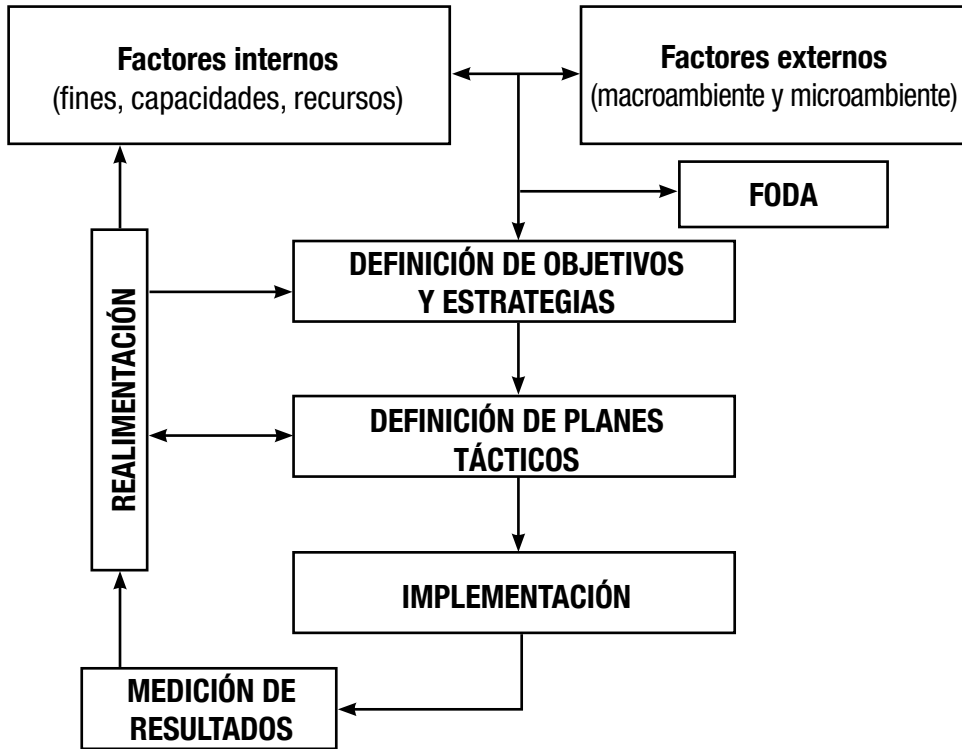 Factores internos
(fines, capacidades, recursos)
Factores externos
(macroambiente y microambiente)
FODA
DEFINICIÓN DE OBJETIVOS
Y ESTRATEGIAS
REALIMENTACIÓN
DEFINICIÓN DE PLANES
TÁCTICOS
IMPLEMENTACIÓN
MEDICIÓN DE
RESULTADOS